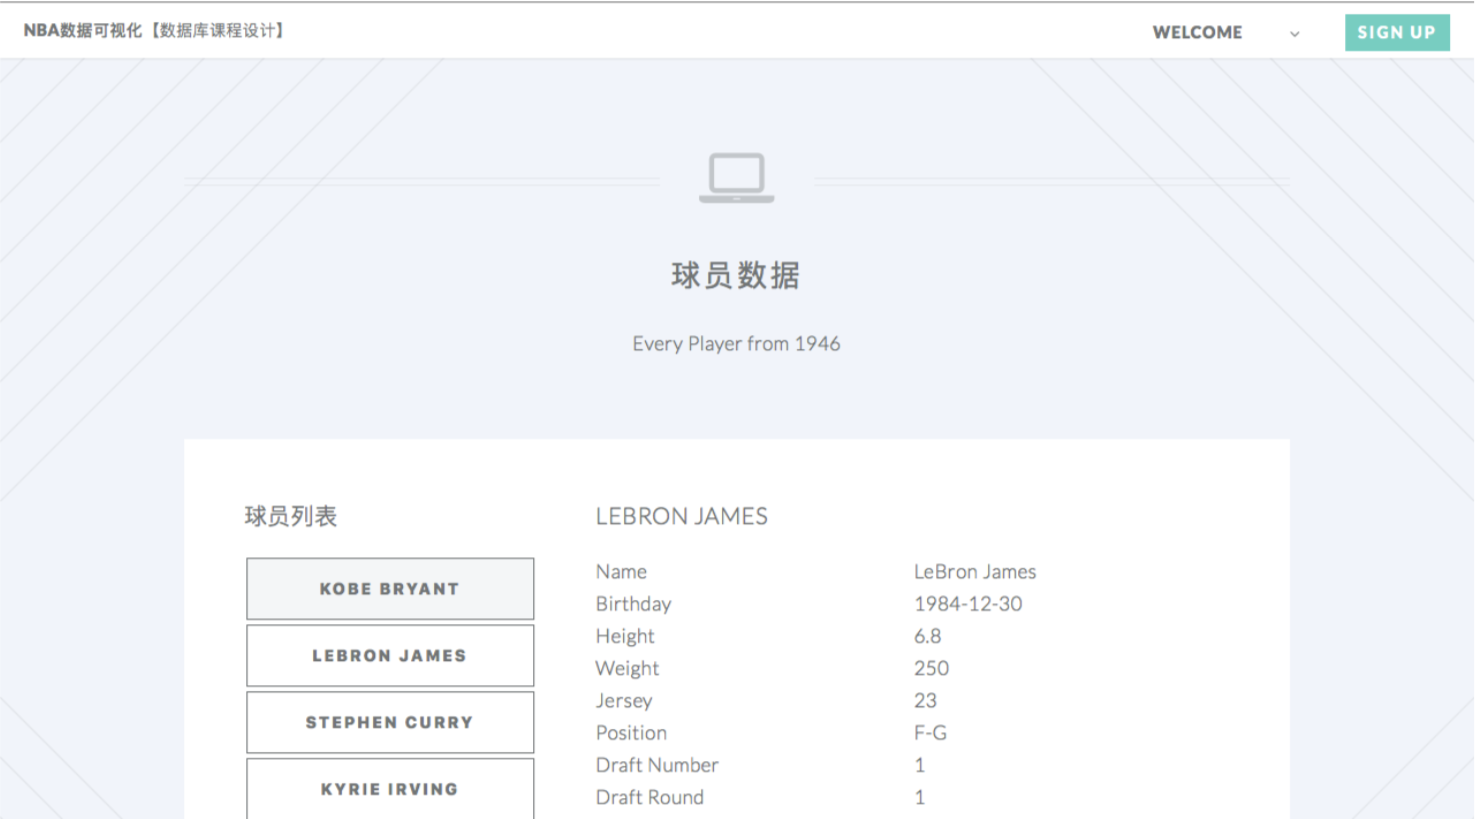 NBA数据可视化【数据库课程设计】 WELCOME SIGN UP
球员数据
Every Player from 1946
球员列表
KOBE BRYANT
LEBRON JAMES
STEPHEN CURRY
KYRIE IRVING
LEBRON JAMES
Name LeBron James
Birthday 1984-12-30
Height 6.8
Weight 250
Jersey 23
Position F-G
Draft Number 1
Draft Round 1